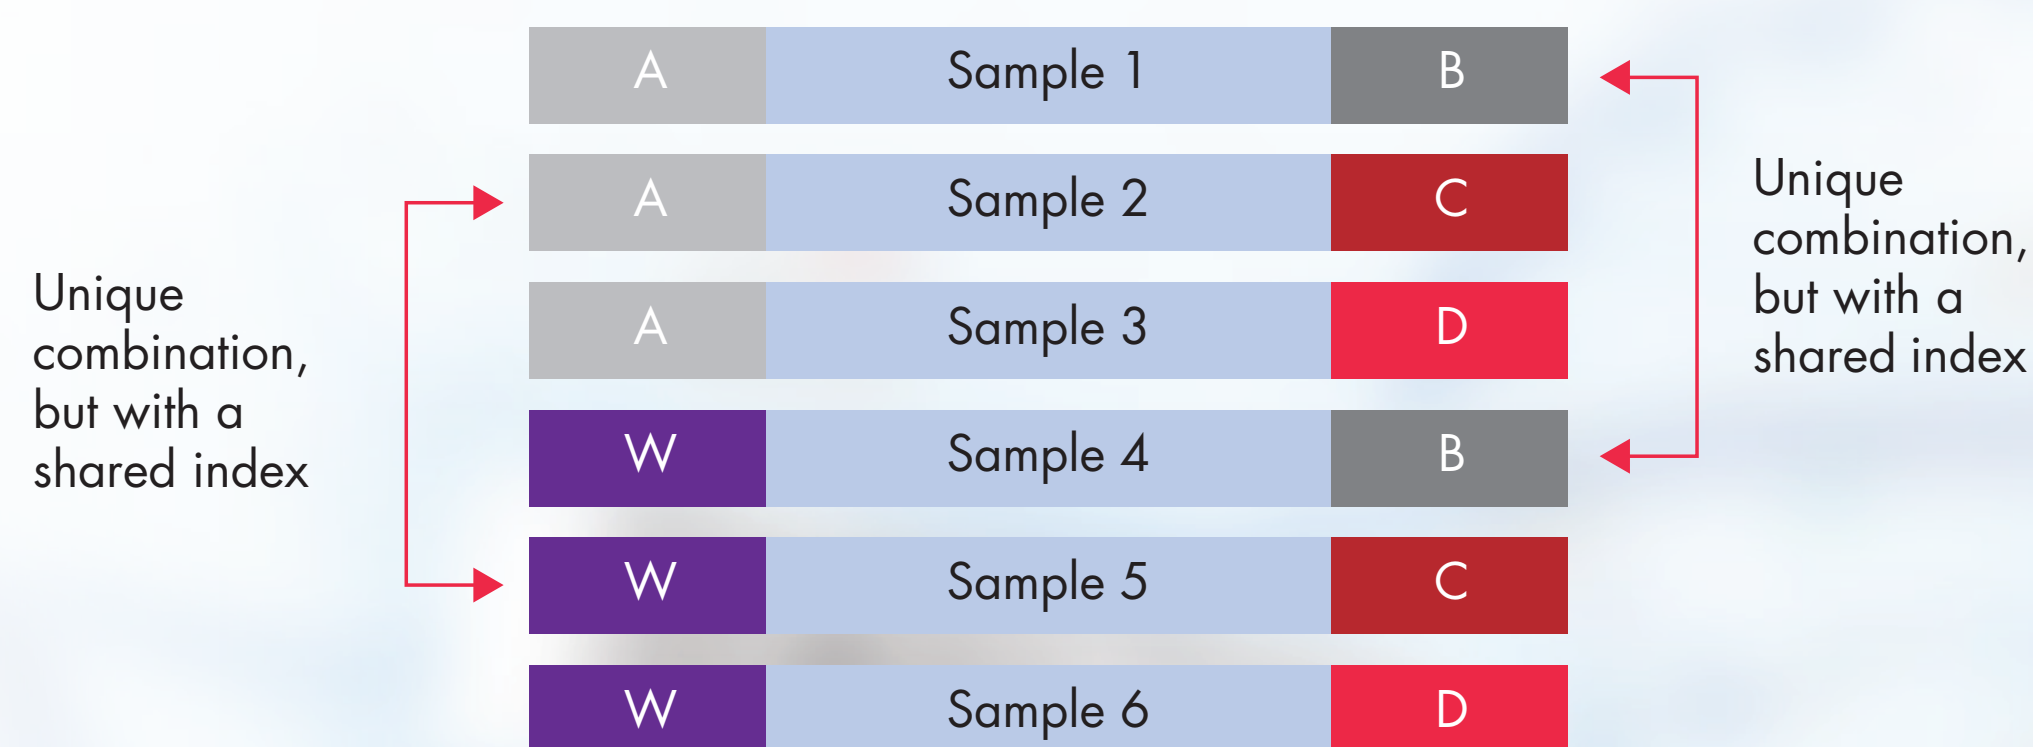 A Sample 1 B
A Sample 2 C
A Sample 3 D
W Sample 4 B
W Sample 5 C
W Sample 6 D
Unique
combination,
but with a
shared index
Unique
combination,
but with a
shared index